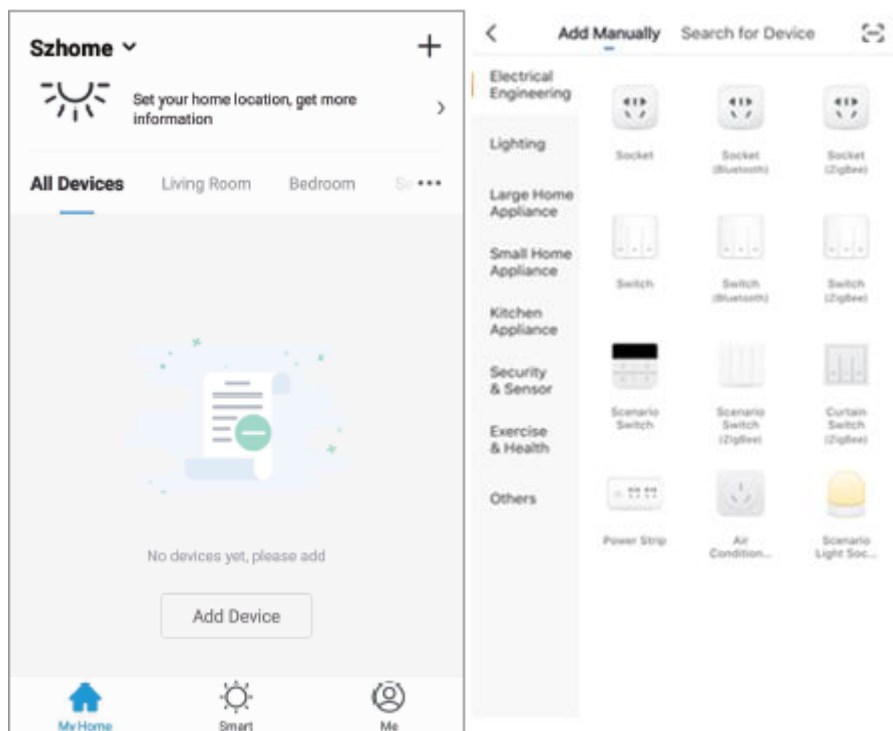 Szhome
Set your home location, get more
information
All Devices
Living Room
Bedroom
Se
No devices yet, please add
Add Device
My Home
Smart
Me
Add Manually
Search for Device
Electrical
Engineering
Lighting
Large Home
Appliance
Small Home
Appliance
Kitchen
Appliance
Security
& Sensor
Exercise
& Health
Others
Socket
Socket
(Bluetooth)
Socket
(ZigBee)
Switch
Switch
(Bluetooth)
Switch
(ZigBee)
Scenario
Switch
Scenario
Switch
(ZigBee)
Curtain
Switch
(ZigBee)
Power Strip
Air
Condition...
Scenario
Light Soc...